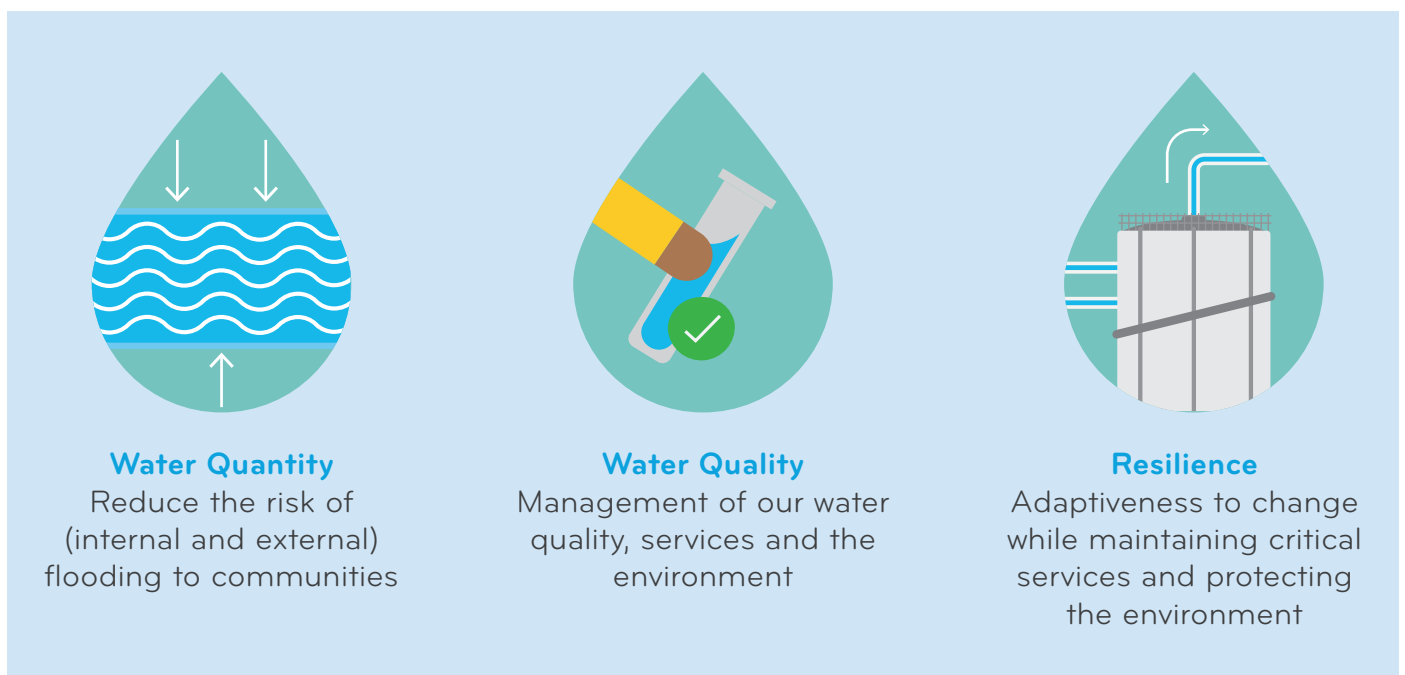 Water Quantity
Reduce the risk of
(internal and external)
flooding to communities
Water Quality
Management of our water
quality, services and the
environment
Resilience
Adaptiveness to change
while maintaining critical
services and protecting
the environment